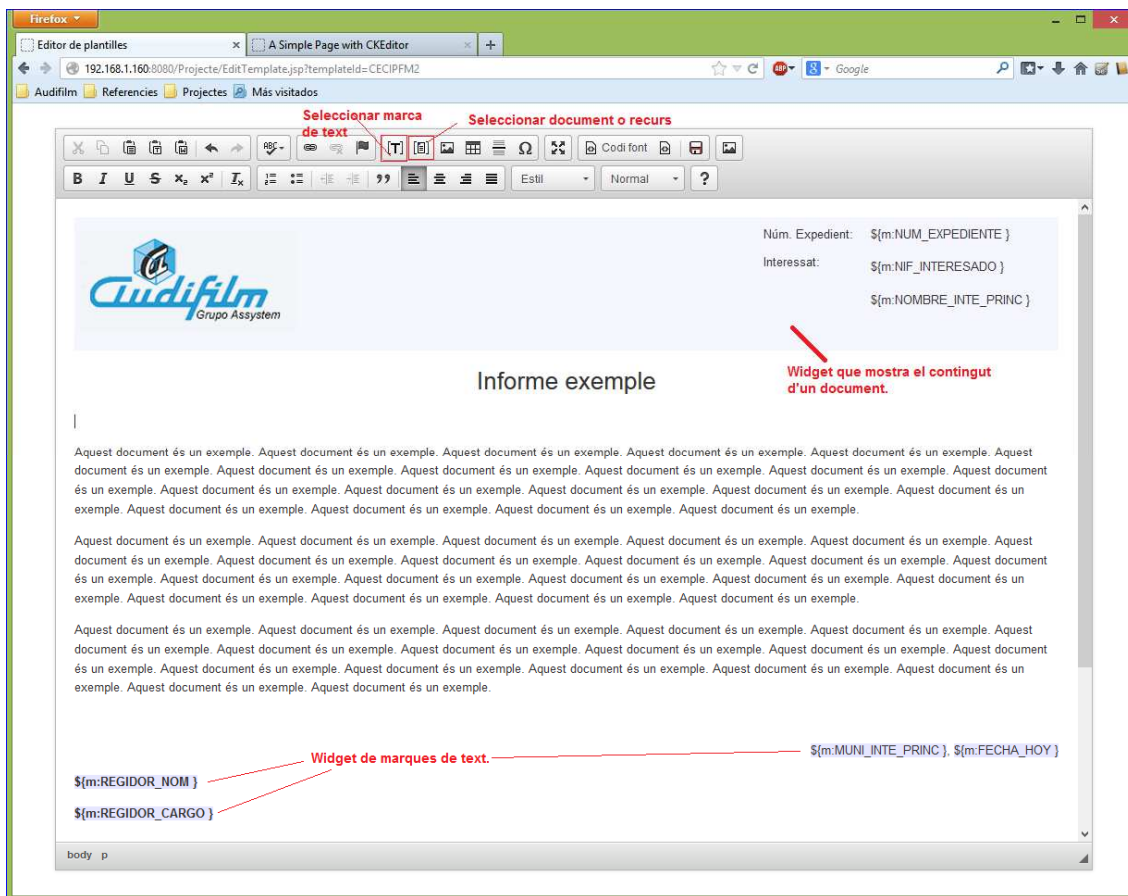 Firefox
Editor de plantilles
A Simple Page with CKEditor
192.168.1.160:8080/Projecte/EditTemplate.jsp?templateId=CECIPFM2
ABP
8 - Google
Audifilm Referencies Projectes Más visitados
Seleccionar marca
de text
Seleccionar document o recurs
ABC [T] Ω Codi font
B I U S x₂ x² Iₓ Estil Normal ?
Audifilm
Grupo Assystem
Núm. Expedient: ${m:NUM_EXPEDIENTE }
Interessat: ${m:NIF_INTERESADO }
${m:NOMBRE_INTE_PRINC }
Widget que mostra el contingut
d'un document.
Informe exemple
Aquest document és un exemple. Aquest document és un exemple. Aquest document és un exemple. Aquest document és un exemple. Aquest document és un exemple. Aquest
document és un exemple. Aquest document és un exemple. Aquest document és un exemple. Aquest document és un exemple. Aquest document és un exemple. Aquest document
és un exemple. Aquest document és un exemple. Aquest document és un exemple. Aquest document és un exemple. Aquest document és un exemple. Aquest document és un
exemple. Aquest document és un exemple. Aquest document és un exemple. Aquest document és un exemple. Aquest document és un exemple.
Aquest document és un exemple. Aquest document és un exemple. Aquest document és un exemple. Aquest document és un exemple. Aquest document és un exemple. Aquest
document és un exemple. Aquest document és un exemple. Aquest document és un exemple. Aquest document és un exemple. Aquest document és un exemple. Aquest document
és un exemple. Aquest document és un exemple. Aquest document és un exemple. Aquest document és un exemple. Aquest document és un exemple. Aquest document és un
exemple. Aquest document és un exemple. Aquest document és un exemple. Aquest document és un exemple. Aquest document és un exemple.
Aquest document és un exemple. Aquest document és un exemple. Aquest document és un exemple. Aquest document és un exemple. Aquest document és un exemple. Aquest
document és un exemple. Aquest document és un exemple. Aquest document és un exemple. Aquest document és un exemple. Aquest document és un exemple. Aquest document
és un exemple. Aquest document és un exemple. Aquest document és un exemple. Aquest document és un exemple. Aquest document és un exemple. Aquest document és un
exemple. Aquest document és un exemple. Aquest document és un exemple.
${m:MUNI_INTE_PRINC }, ${m:FECHA_HOY }
Widget de marques de text.
${m:REGIDOR_NOM }
${m:REGIDOR_CARGO }
body p